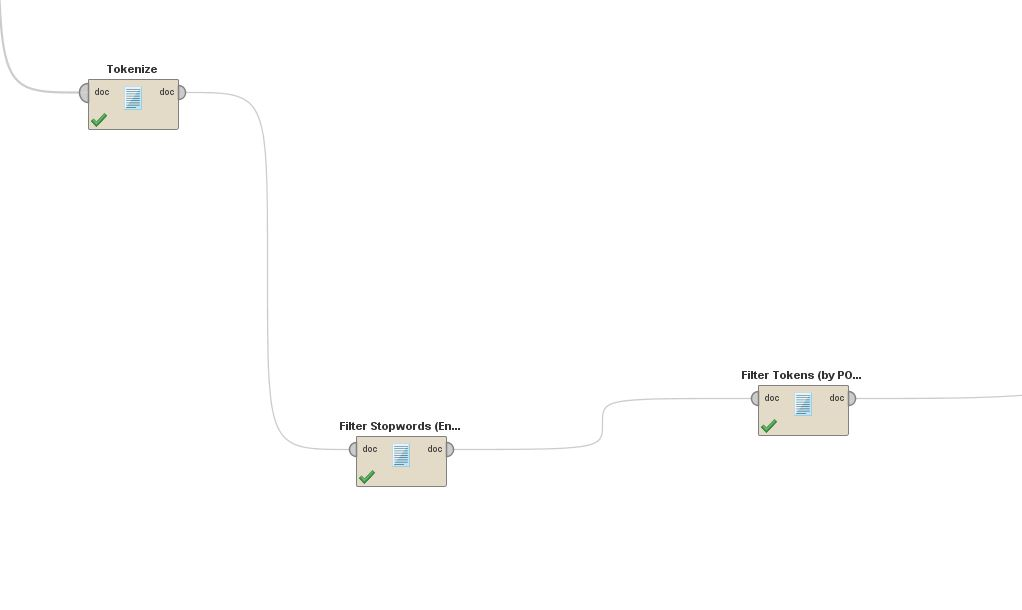 Tokenize
doc doc
Filter Stopwords (En...
doc doc
Filter Tokens (by PO...
doc doc